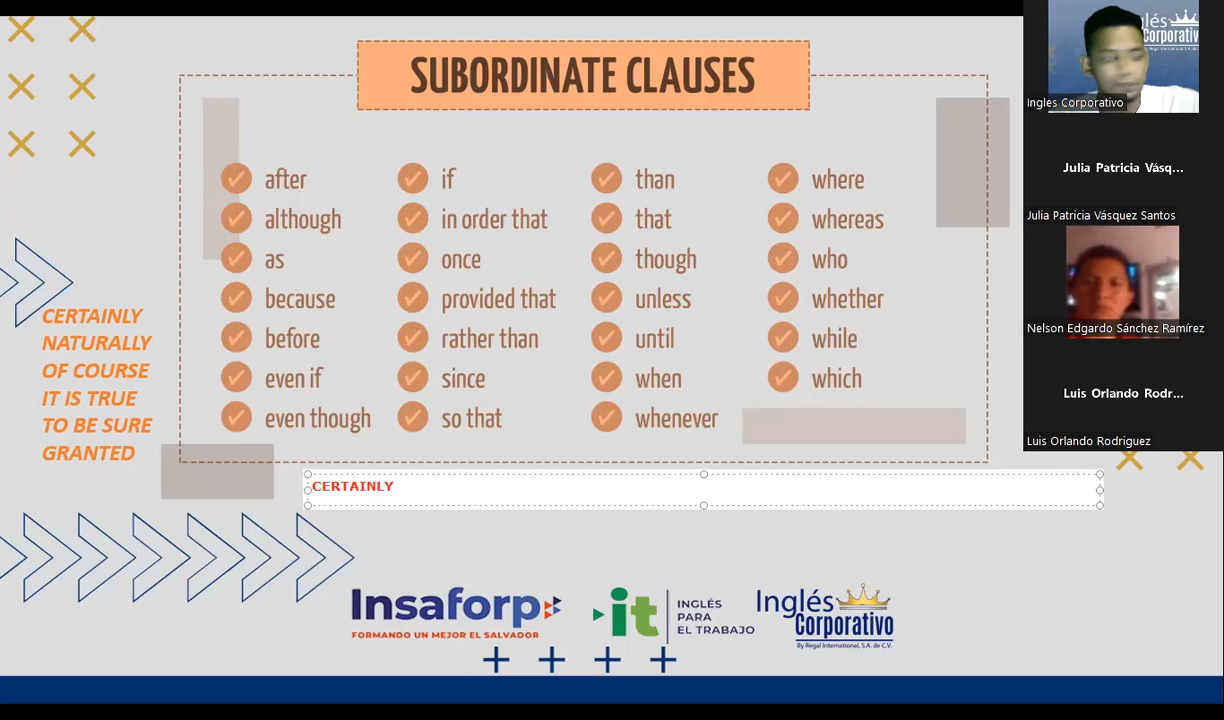 SUBORDINATE CLAUSES
after
although
as
because
before
even if
even though
if
in order that
once
provided that
rather than
since
so that
than
that
though
unless
until
when
whenever
where
whereas
who
whether
while
which
CERTAINLY
NATURALLY
OF COURSE
IT IS TRUE
TO BE SURE
GRANTED
CERTAINLY
Insaforp
FORMANDO UN MEJOR EL SALVADOR
it
INGLÉS
PARA
EL TRABAJO
Inglés
Corporativo
By Regal International, S.A. de C.V.
lés
Corporativo
Ingles Corporativo
Julia Patricia Vásq...
Julia Patricia Vásquez Santos
Nelson Edgardo Sánchez Ramírez
Luis Orlando Rodr...
Luis Orlando Rodriguez